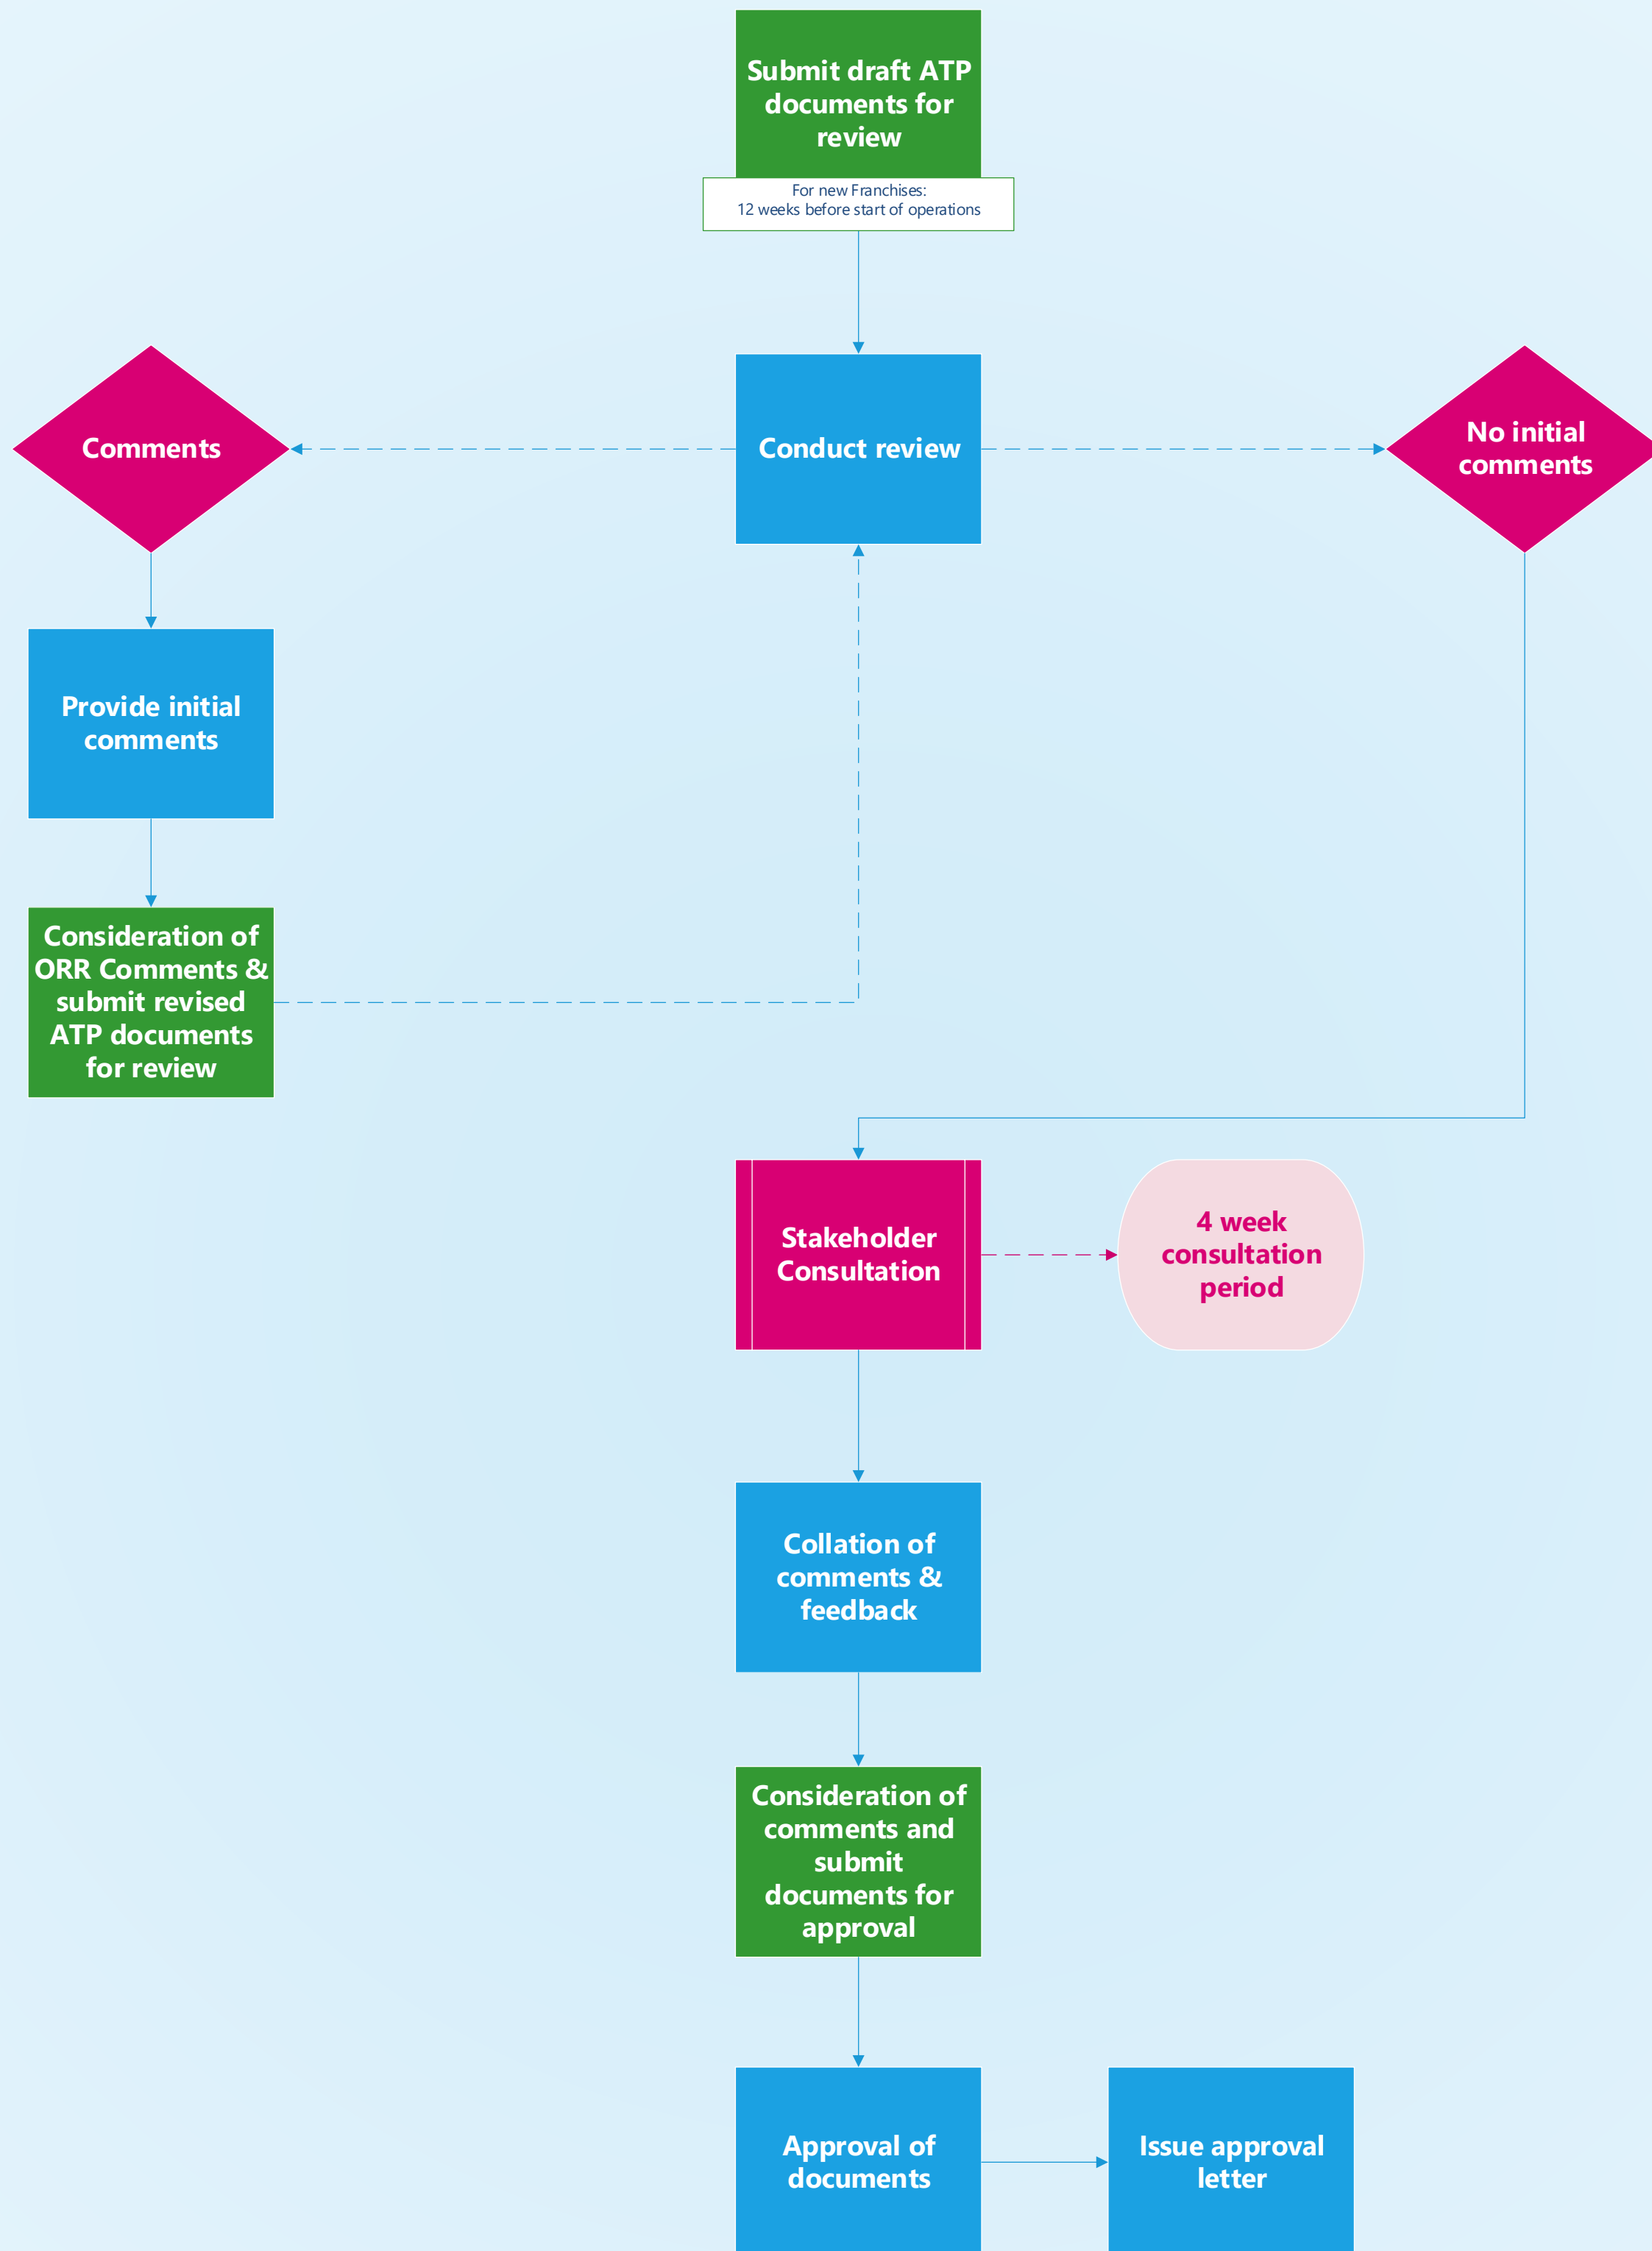 Submit draft ATP
documents for
review
For new Franchises:
12 weeks before start of operations
Comments
Conduct review
No initial
comments
Provide initial
comments
Consideration of
ORR Comments &
submit revised
ATP documents
for review
Stakeholder
Consultation
4 week
consultation
period
Collation of
comments &
feedback
Consideration of
comments and
submit
documents for
approval
Approval of
documents
Issue approval
letter